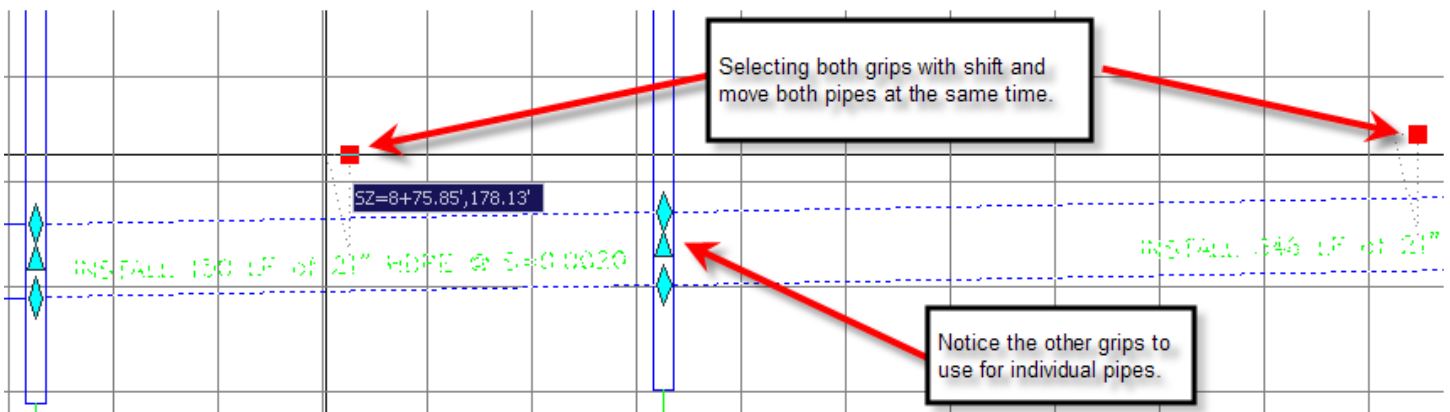 Selecting both grips with shift and
move both pipes at the same time.
SZ=8+75.85',178.13'
INSTALL 130 LF of 21" HDPE @ S=0.0020
INSTALL 346 LF of 21"
Notice the other grips to
use for individual pipes.